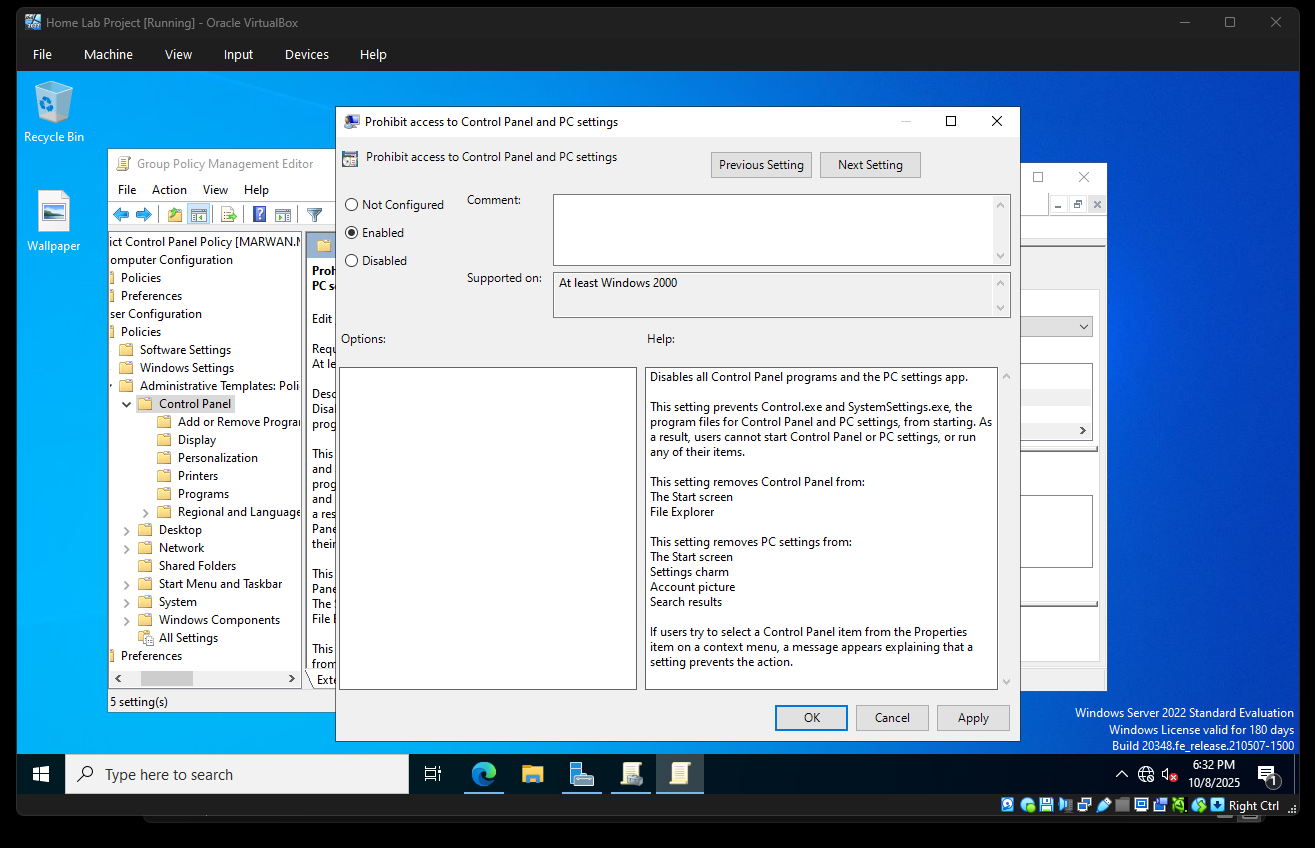 Home Lab Project [Running] - Oracle VirtualBox
File Machine View Input Devices Help
Recycle Bin
Wallpaper
Group Policy Management Editor
File Action View Help
ict Control Panel Policy [MARWAN.M
omputer Configuration
Policies
Preferences
ser Configuration
Policies
Software Settings
Windows Settings
Administrative Templates: Poli
Control Panel
Add or Remove Progra
Display
Personalization
Printers
Programs
Regional and Language
Desktop
Network
Shared Folders
Start Menu and Taskbar
System
Windows Components
All Settings
Preferences
5 setting(s)
Proh
PC s
Edit
Requ
At le
Desc
Disa
prog
This
and
prog
and
a res
Pane
their
This
Pane
The S
File E
This
from
Exte
Prohibit access to Control Panel and PC settings
Prohibit access to Control Panel and PC settings
Previous Setting Next Setting
Not Configured
Enabled
Disabled
Comment:
Supported on:
At least Windows 2000
Options:
Help:
Disables all Control Panel programs and the PC settings app.
This setting prevents Control.exe and SystemSettings.exe, the
program files for Control Panel and PC settings, from starting. As
a result, users cannot start Control Panel or PC settings, or run
any of their items.
This setting removes Control Panel from:
The Start screen
File Explorer
This setting removes PC settings from:
The Start screen
Settings charm
Account picture
Search results
If users try to select a Control Panel item from the Properties
item on a context menu, a message appears explaining that a
setting prevents the action.
OK Cancel Apply
Windows Server 2022 Standard Evaluation
Windows License valid for 180 days
Build 20348.fe_release.210507-1500
Type here to search
6:32 PM
10/8/2025
1
Right Ctrl